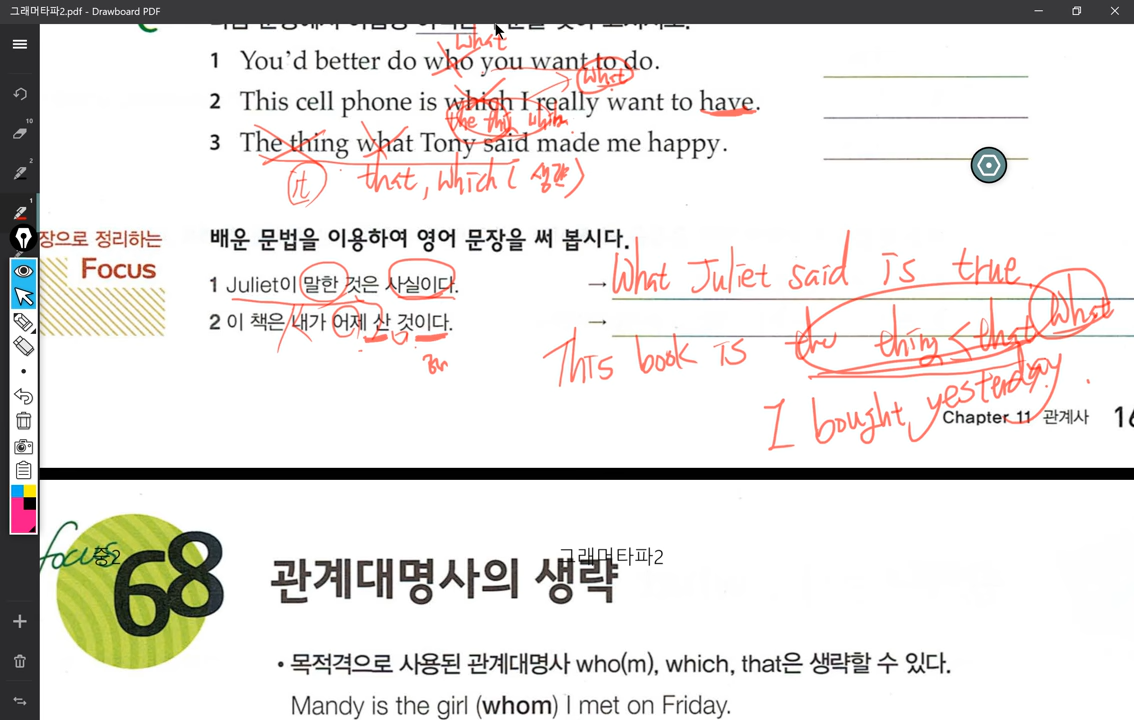 그래머타파2.pdf - Drawboard PDF
what
1 You'd better do who you want to do.
what
2 This cell phone is which I really want to have.
the thing which
3 The thing what Tony said made me happy.
it that, which (생략)
배운 문법을 이용하여 영어 문장을 써 봅시다.
장으로 정리하는
Focus
1 Juliet이 말한 것은 사실이다. → What Juliet said is true.
2 이 책은 내가 어제 산 것이다. →
This book is the thing that what
I bought yesterday.
Chapter 11 관계사
focus 68
중2
그래머타파2
관계대명사의 생략
• 목적격으로 사용된 관계대명사 who(m), which, that은 생략할 수 있다.
Mandy is the girl (whom) I met on Friday.